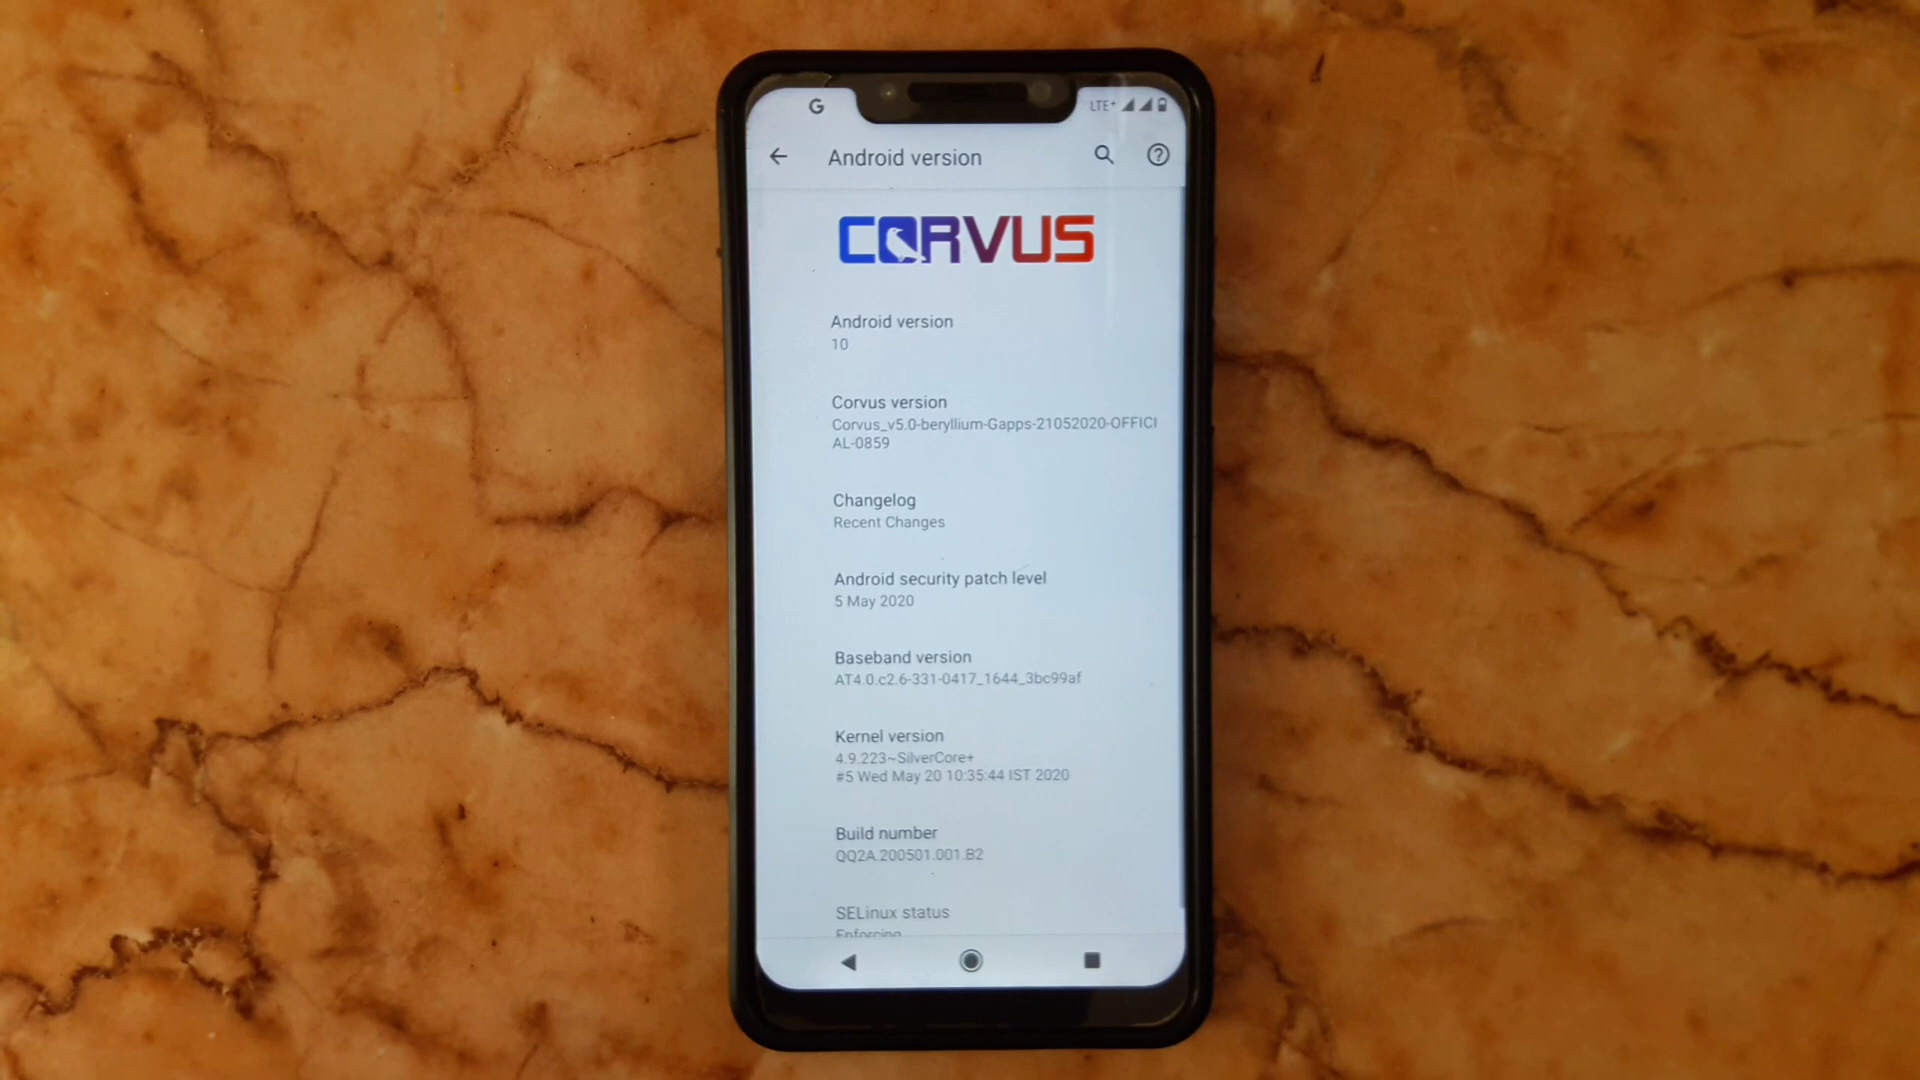 G LTE+
Android version
CORVUS
Android version
10
Corvus version
Corvus_v5.0-beryllium-Gapps-21052020-OFFICI
AL-0859
Changelog
Recent Changes
Android security patch level
5 May 2020
Baseband version
AT4.0.c2.6-331-0417_1644_3bc99af
Kernel version
4.9.223~SilverCore+
#5 Wed May 20 10:35:44 IST 2020
Build number
QQ2A.200501.001.B2
SELinux status
Enforcing